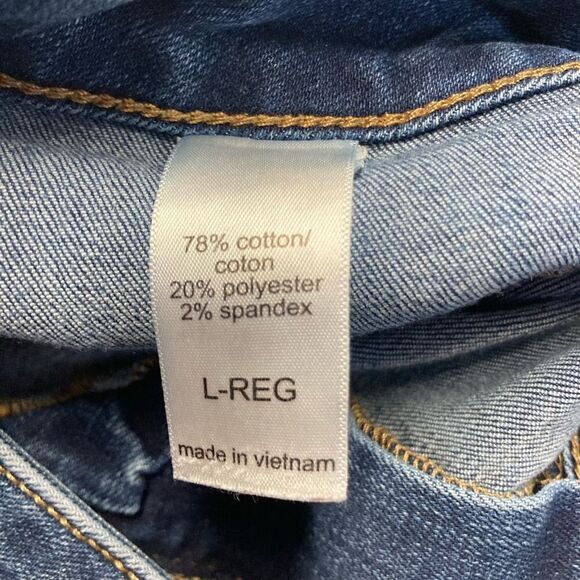 78% cotton/
coton
20% polyester
2% spandex
L-REG
made in vietnam